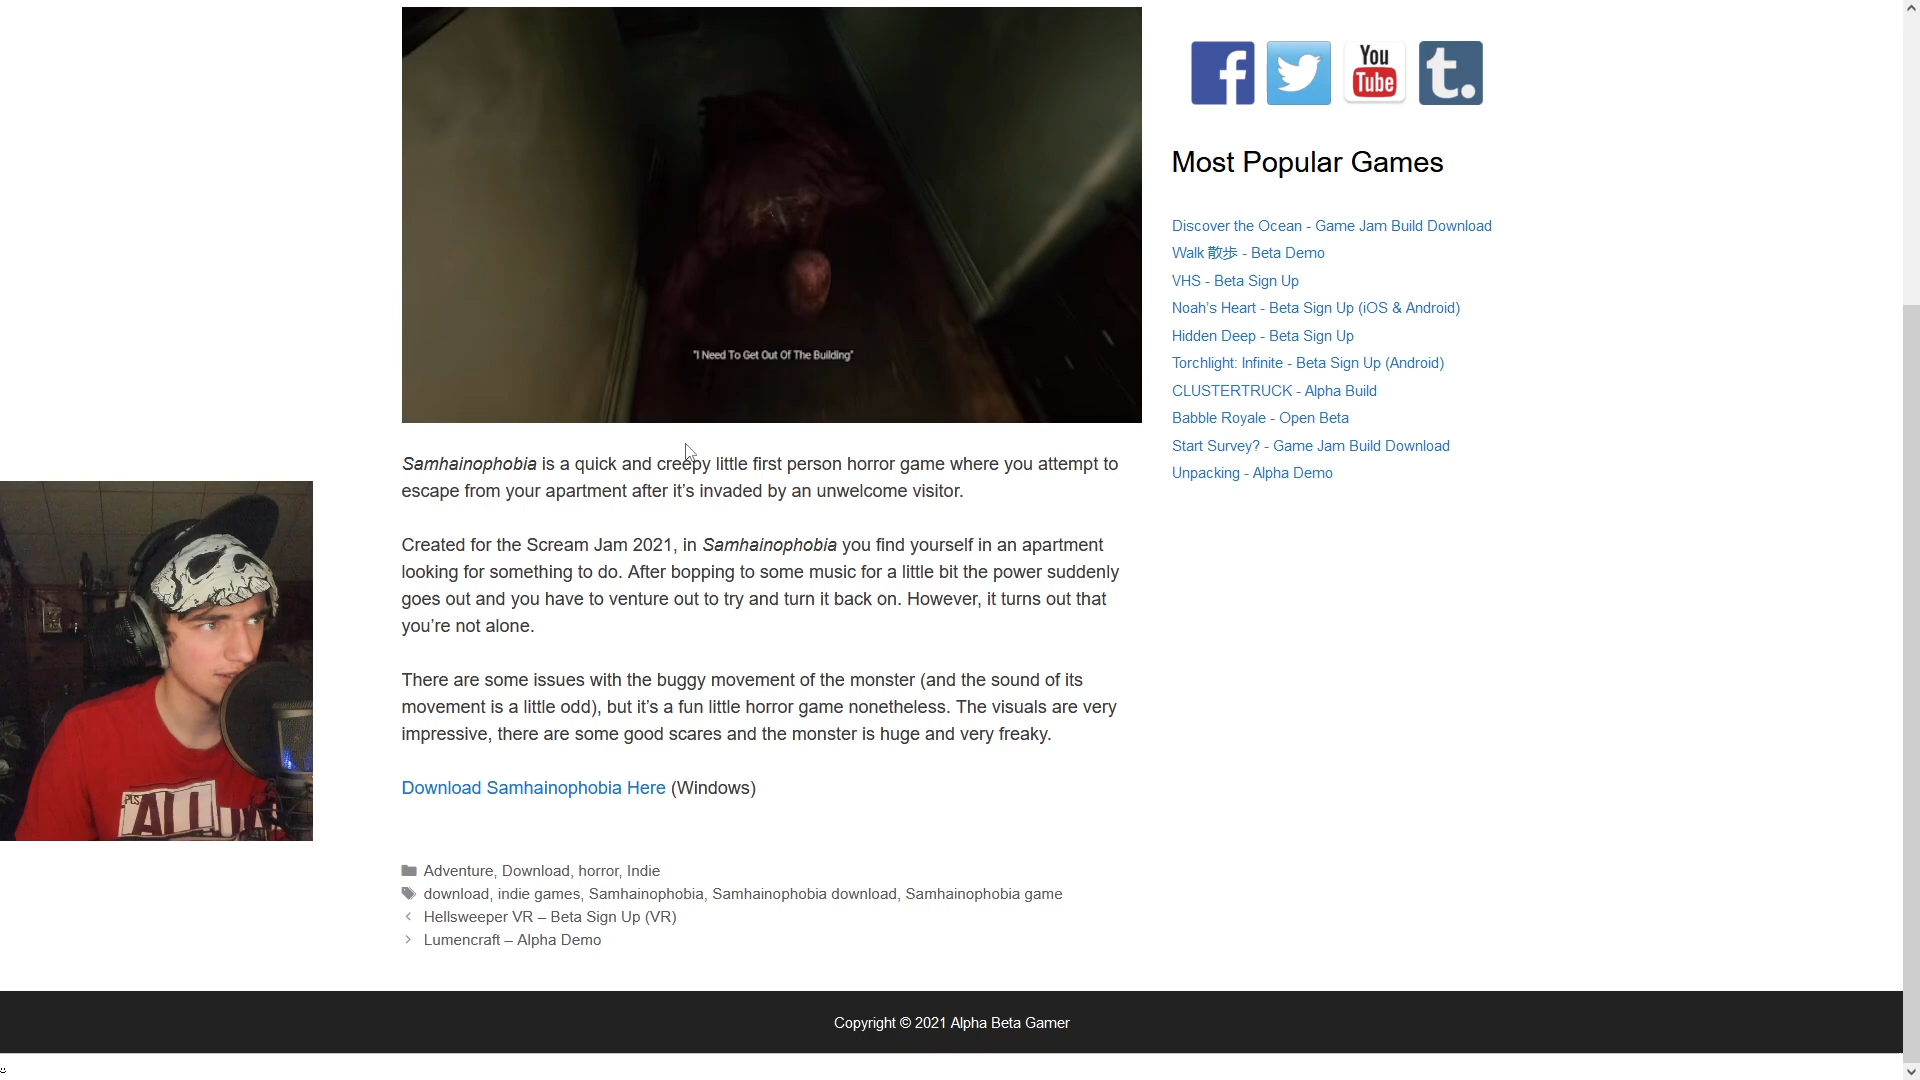 "I Need To Get Out Of The Building"
Samhainophobia is a quick and creepy little first person horror game where you attempt to
escape from your apartment after it’s invaded by an unwelcome visitor.
Created for the Scream Jam 2021, in Samhainophobia you find yourself in an apartment
looking for something to do. After bopping to some music for a little bit the power suddenly
goes out and you have to venture out to try and turn it back on. However, it turns out that
you’re not alone.
There are some issues with the buggy movement of the monster (and the sound of its
movement is a little odd), but it’s a fun little horror game nonetheless. The visuals are very
impressive, there are some good scares and the monster is huge and very freaky.
Download Samhainophobia Here (Windows)
Adventure, Download, horror, Indie
download, indie games, Samhainophobia, Samhainophobia download, Samhainophobia game
Hellsweeper VR – Beta Sign Up (VR)
Lumencraft – Alpha Demo
f
You
Tube
t.
Most Popular Games
Discover the Ocean - Game Jam Build Download
Walk 散歩 - Beta Demo
VHS - Beta Sign Up
Noah’s Heart - Beta Sign Up (iOS & Android)
Hidden Deep - Beta Sign Up
Torchlight: Infinite - Beta Sign Up (Android)
CLUSTERTRUCK - Alpha Build
Babble Royale - Open Beta
Start Survey? - Game Jam Build Download
Unpacking - Alpha Demo
PLS
ALL
Copyright © 2021 Alpha Beta Gamer